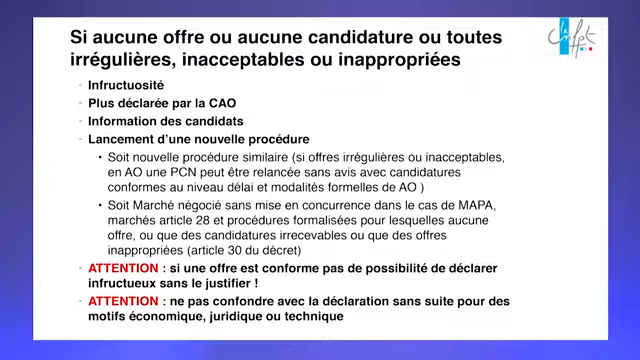 Si aucune offre ou aucune candidature ou toutes
irrégulières, inacceptables ou inappropriées
cnfpt
Infructuosité
Plus déclarée par la CAO
Information des candidats
Lancement d'une nouvelle procédure
• Soit nouvelle procédure similaire (si offres irrégulières ou inacceptables,
en AO une PCN peut être relancée sans avis avec candidatures
conformes au niveau délai et modalités formelles de AO )
• Soit Marché négocié sans mise en concurrence dans le cas de MAPA,
marchés article 28 et procédures formalisées pour lesquelles aucune
offre, ou que des candidatures irrecevables ou que des offres
inappropriées (article 30 du décret)
ATTENTION : si une offre est conforme pas de possibilité de déclarer
infructueux sans le justifier !
ATTENTION : ne pas confondre avec la déclaration sans suite pour des
motifs économique, juridique ou technique